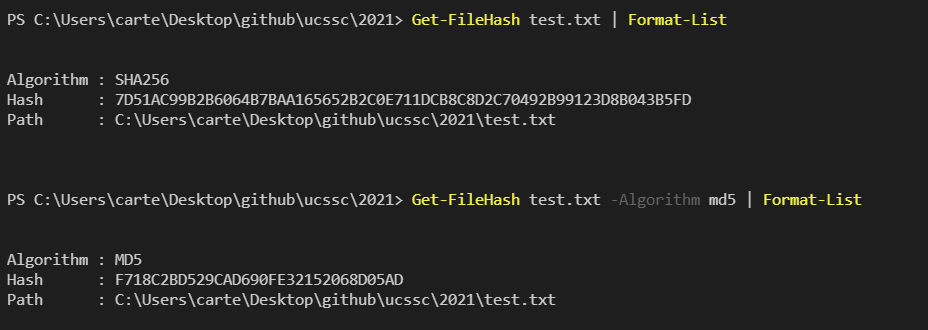 PS C:\Users\carte\Desktop\github\ucssc\2021> Get-FileHash test.txt | Format-List
Algorithm : SHA256
Hash : 7D51AC99B2B6064B7BAA165652B2C0E711DCB8C8D2C70492B99123D8B043B5FD
Path : C:\Users\carte\Desktop\github\ucssc\2021\test.txt
PS C:\Users\carte\Desktop\github\ucssc\2021> Get-FileHash test.txt -Algorithm md5 | Format-List
Algorithm : MD5
Hash : F718C2BD529CAD690FE32152068D05AD
Path : C:\Users\carte\Desktop\github\ucssc\2021\test.txt